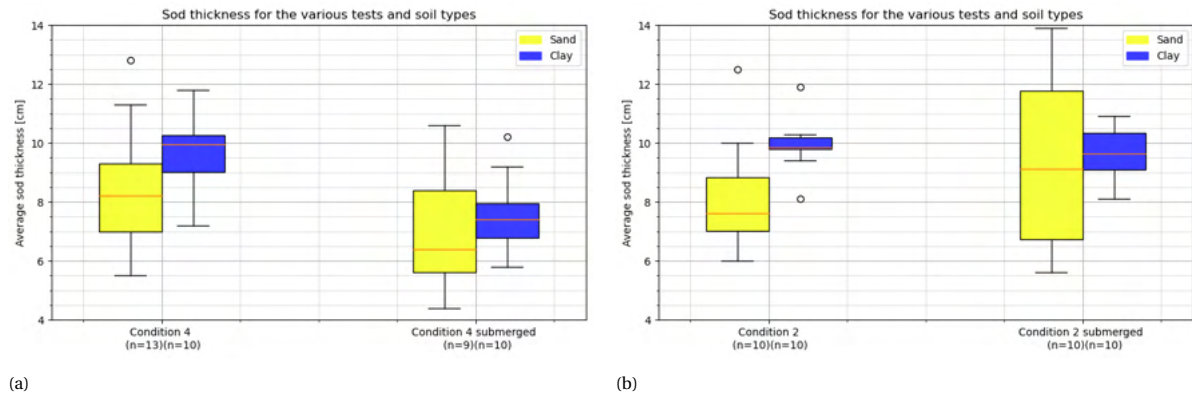 Sod thickness for the various tests and soil types
14
12
10
8
6
4
Average sod thickness [cm]
Sand
Clay
Condition 4
(n=13)(n=10)
Condition 4 submerged
(n=9)(n=10)
(a)
Sod thickness for the various tests and soil types
14
12
10
8
6
4
Average sod thickness [cm]
Sand
Clay
Condition 2
(n=10)(n=10)
Condition 2 submerged
(n=10)(n=10)
(b)